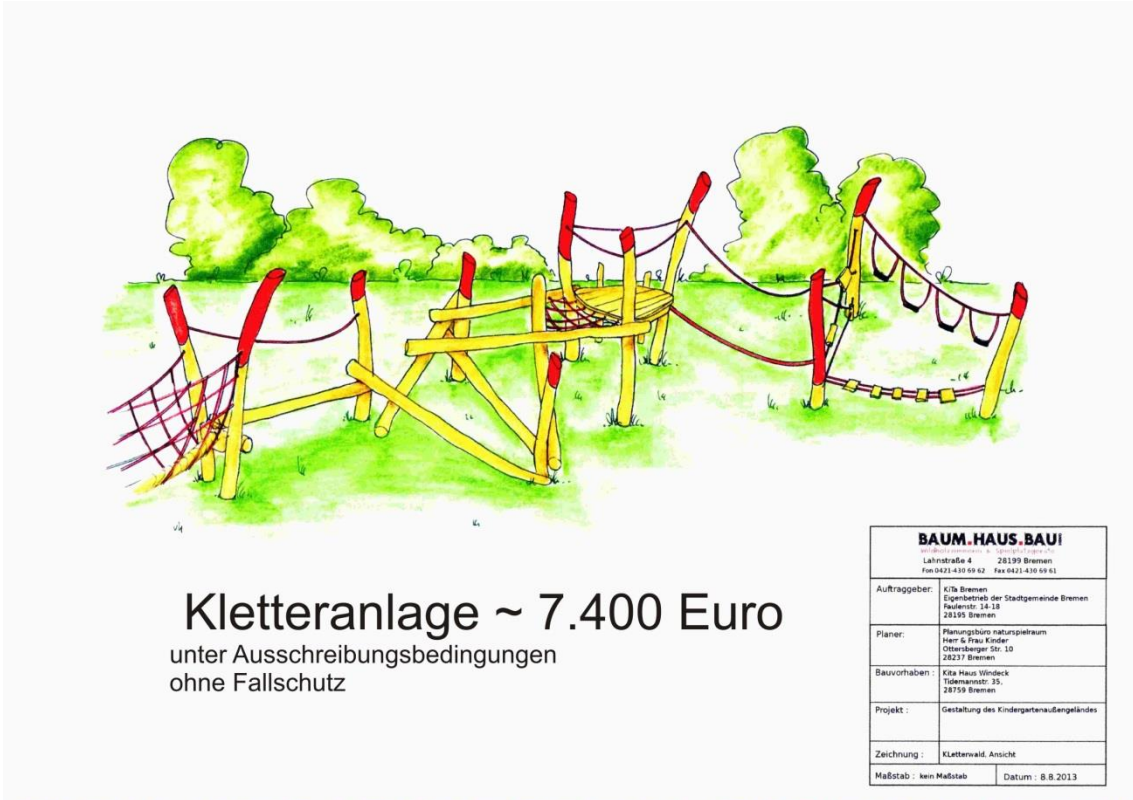 Kletteranlage ~ 7.400 Euro
unter Ausschreibungsbedingungen
ohne Fallschutz
BAUM.HAUS.BAU!
Lahnstraße 4 28199 Bremen
Fon 0421-430 69 62 Fax 0421-430 69 61
Auftraggeber: KiTa Bremen
Eigenbetrieb der Stadtgemeinde Bremen
Faulenstr. 14-18
28195 Bremen
Planer: Planungsbüro naturspielraum
Herr & Frau Kinder
Ottersberger Str. 10
28237 Bremen
Bauvorhaben : Kita Haus Windeck
Tidemannstr. 35,
28759 Bremen
Projekt : Gestaltung des Kindergartenaußengeländes
Zeichnung : KLetterwald, Ansicht
Maßstab : kein Maßstab Datum : 8.8.2013